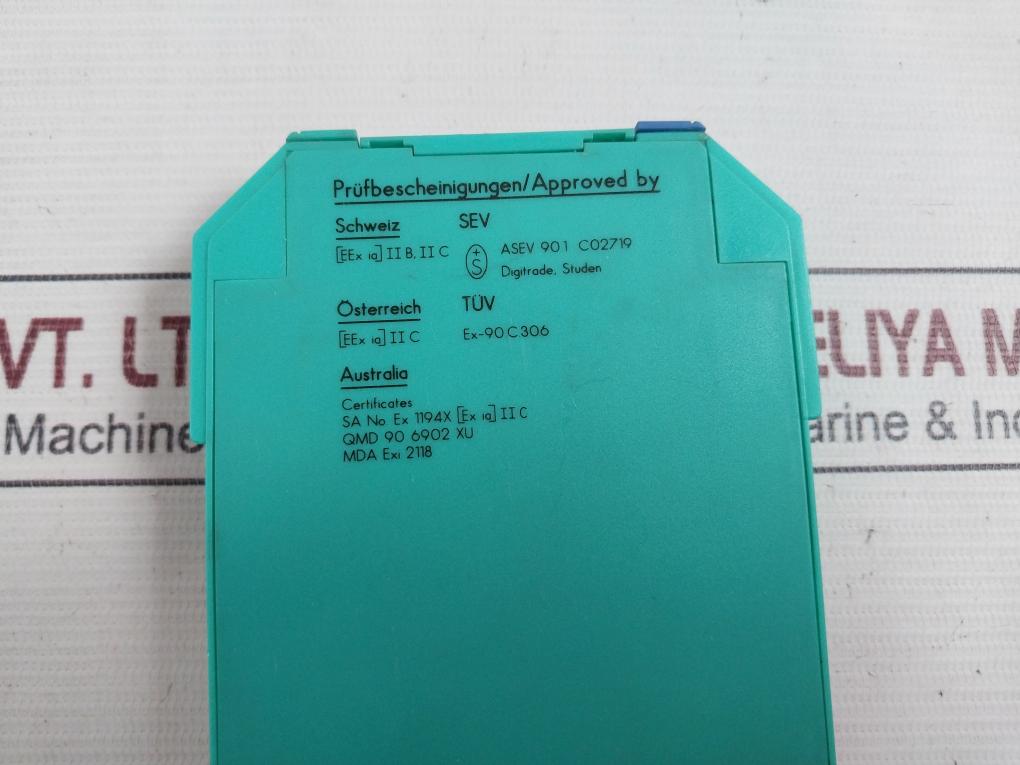 Prüfbescheinigungen/Approved by
Schweiz SEV
[EEx ia] II B, II C ASEV 901 C02719
+S Digitrade, Studen
Österreich TÜV
[EEx ia] II C Ex-90 C 306
Australia
Certificates
SA No Ex 1194X [Ex ia] II C
QMD 90 6902 XU
MDA Exi 2118
VT. LT
ELIYA M
Machine
arine & Ind